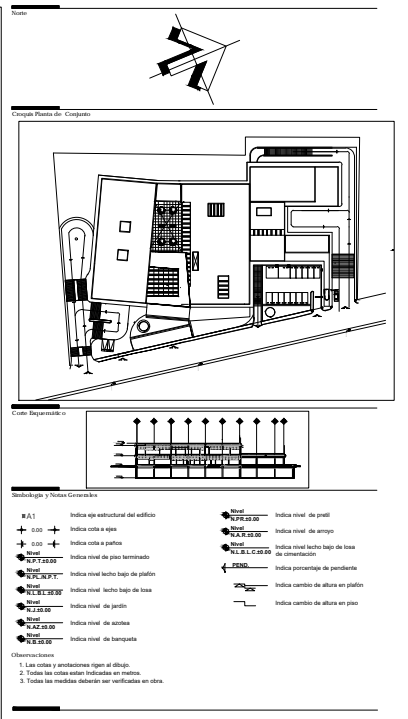 Norte
Croquis Planta de Conjunto
Corte Esquemático
Simbología y Notas Generales
A1 Indica eje estructural del edificio
0.00 Indica cota a ejes
0.00 Indica cota a paños
Nivel
N.P.T.±0.00 Indica nivel de piso terminado
Nivel
N.PL./N.P.T. Indica nivel lecho bajo de plafón
Nivel
N.L.B.L.±0.00 Indica nivel lecho bajo de losa
Nivel
N.J.±0.00 Indica nivel de jardín
Nivel
N.AZ.±0.00 Indica nivel de azotea
Nivel
N.B.±0.00 Indica nivel de banqueta
Nivel
N.PR.±0.00 Indica nivel de pretil
Nivel
N.A.R.±0.00 Indica nivel de arroyo
Nivel
N.L.B.L.C.±0.00 Indica nivel lecho bajo de losa
de cimentación
PEND. Indica porcentaje de pendiente
Indica cambio de altura en plafón
Indica cambio de altura en piso
Observaciones
1. Las cotas y anotaciones rigen al dibujo.
2. Todas las cotas estan indicadas en metros.
3. Todas las medidas deberán ser verificadas en obra.